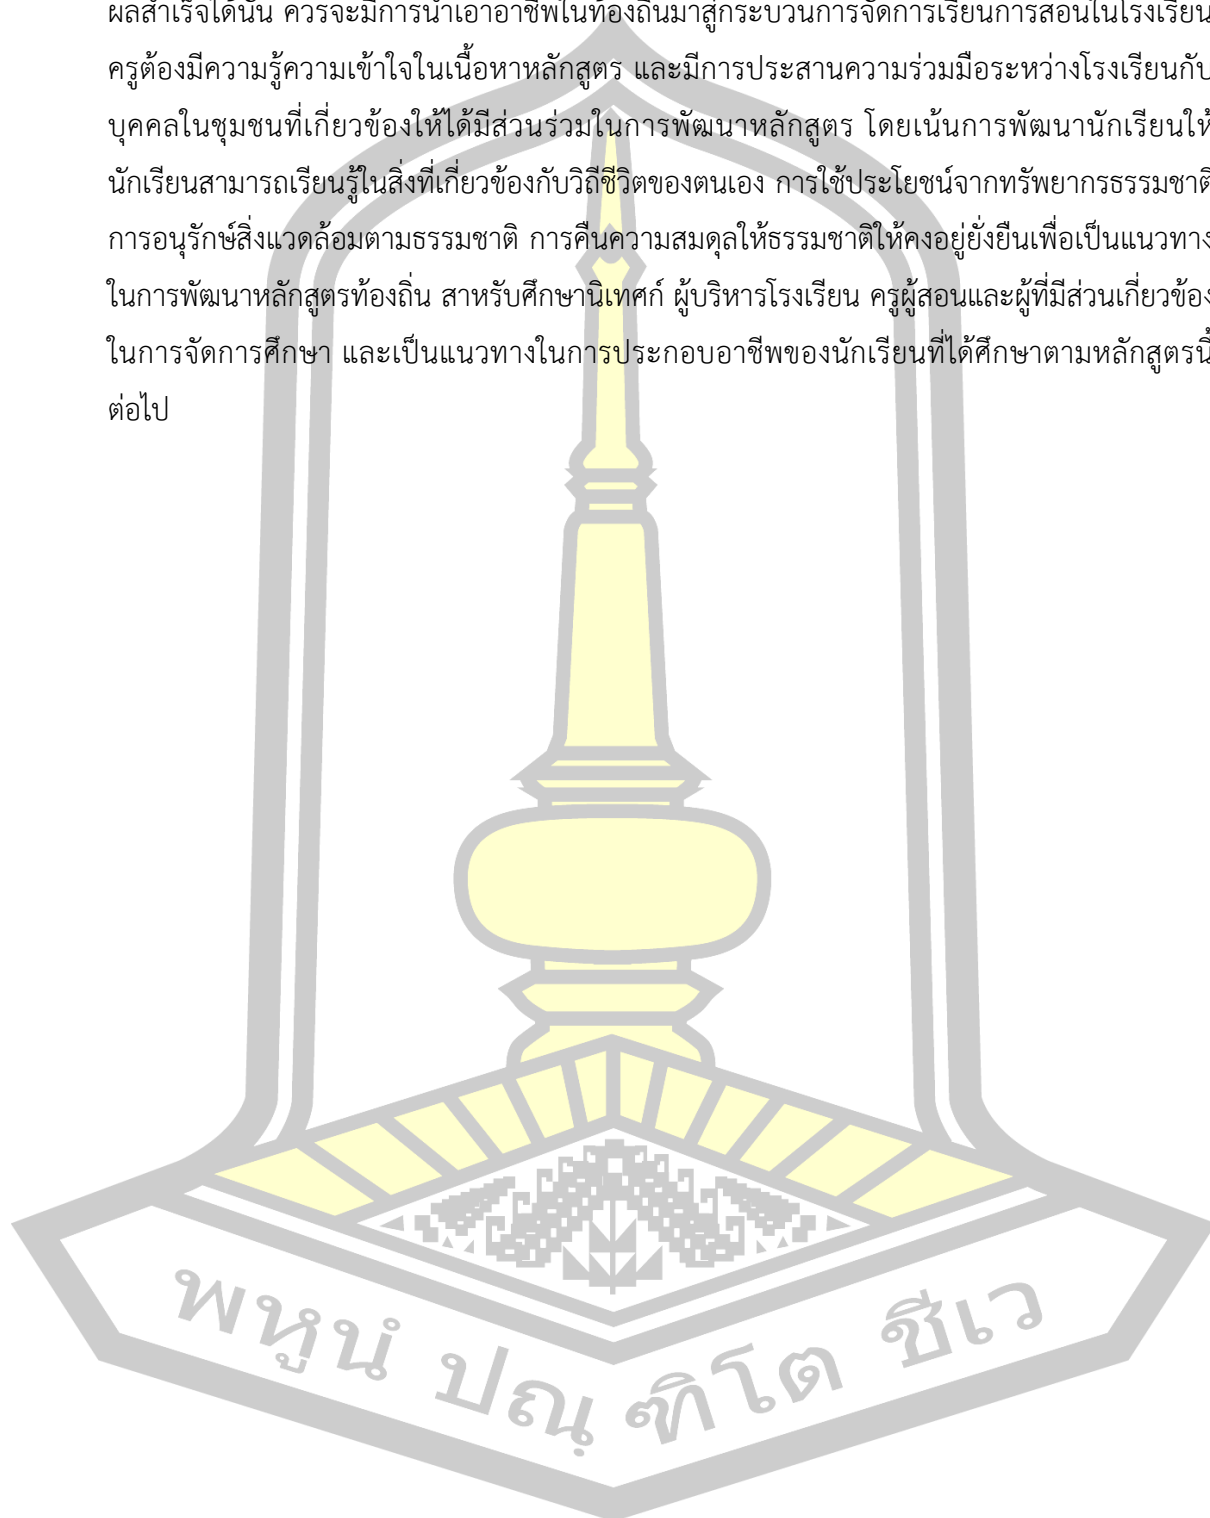 ผลสำเร็จได้นั้น ควรจะมีการนำเอาอาชีพในท้องถิ่นมาสู่กระบวนการจัดการเรียนการสอนในโรงเรียน
ครูต้องมีความรู้ความเข้าใจในเนื้อหาหลักสูตร และมีการประสานความร่วมมือระหว่างโรงเรียนกับ
บุคคลในชุมชนที่เกี่ยวข้องให้ได้มีส่วนร่วมในการพัฒนาหลักสูตร โดยเน้นการพัฒนานักเรียนให้
นักเรียนสามารถเรียนรู้ในสิ่งที่เกี่ยวข้องกับวิถีชีวิตของตนเอง การใช้ประโยชน์จากทรัพยากรธรรมชาติ
การอนุรักษ์สิ่งแวดล้อมตามธรรมชาติ การคืนความสมดุลให้ธรรมชาติให้คงอยู่ยั่งยืนเพื่อเป็นแนวทาง
ในการพัฒนาหลักสูตรท้องถิ่น สาหรับศึกษานิเทศก์ ผู้บริหารโรงเรียน ครูผู้สอนและผู้ที่มีส่วนเกี่ยวข้อง
ในการจัดการศึกษา และเป็นแนวทางในการประกอบอาชีพของนักเรียนที่ได้ศึกษาตามหลักสูตรนี้
ต่อไป
พหูนํ ปณฺ ฑิโต ชีเว